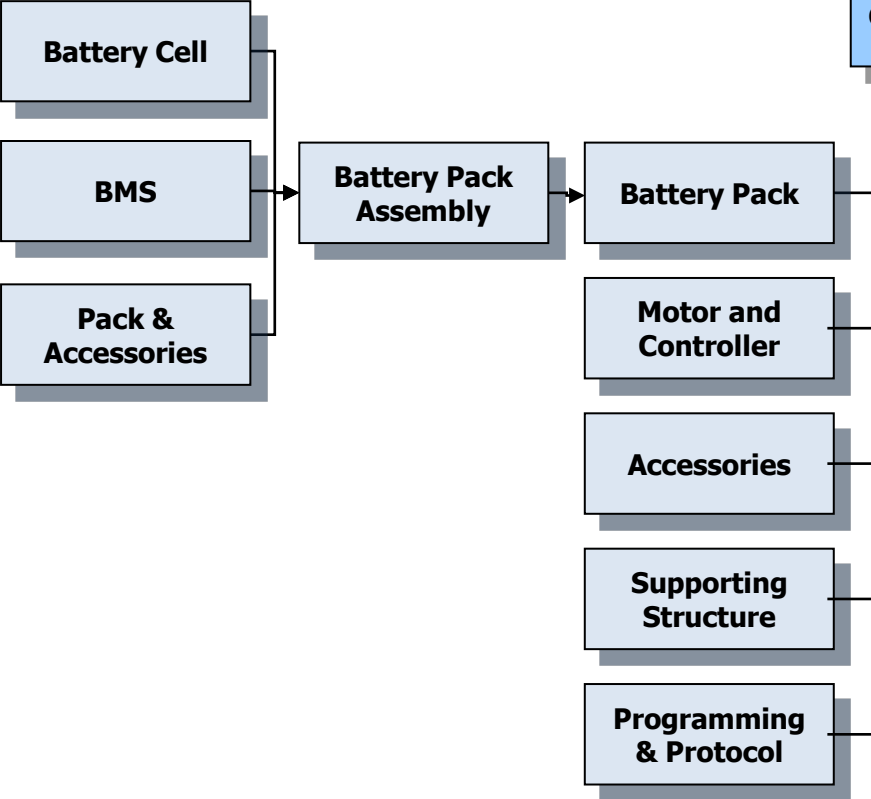 Battery Cell
BMS
Pack &
Accessories
Battery Pack
Assembly
Battery Pack
Motor and
Controller
Accessories
Supporting
Structure
Programming
& Protocol